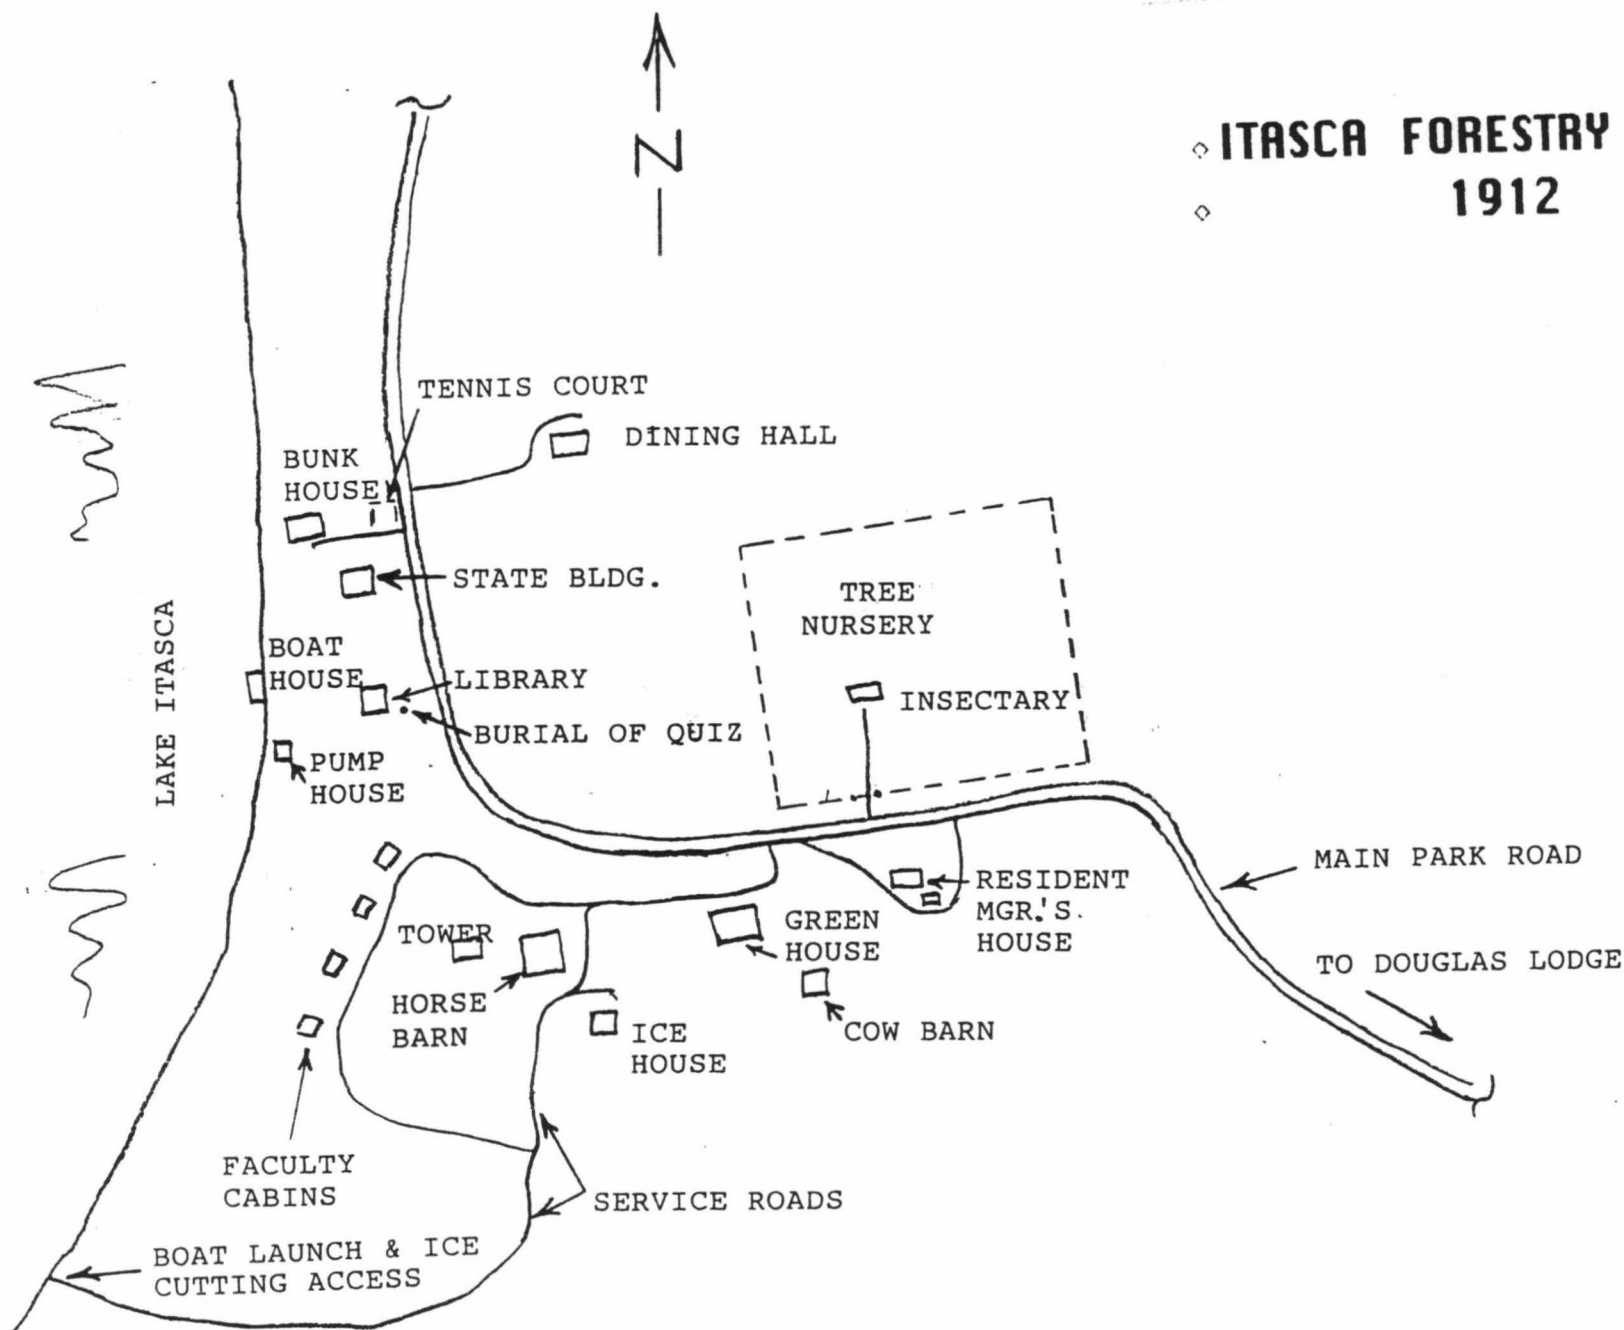 N
ITASCA FORESTRY
1912
TENNIS COURT
DINING HALL
BUNK
HOUSE
STATE BLDG.
TREE
NURSERY
LAKE ITASCA
BOAT
HOUSE
LIBRARY
INSECTARY
BURIAL OF QUIZ
PUMP
HOUSE
MAIN PARK ROAD
RESIDENT
MGR.'S.
HOUSE
GREEN
HOUSE
TOWER
TO DOUGLAS LODGE
HORSE
BARN
ICE
HOUSE
COW BARN
FACULTY
CABINS
SERVICE ROADS
BOAT LAUNCH & ICE
CUTTING ACCESS